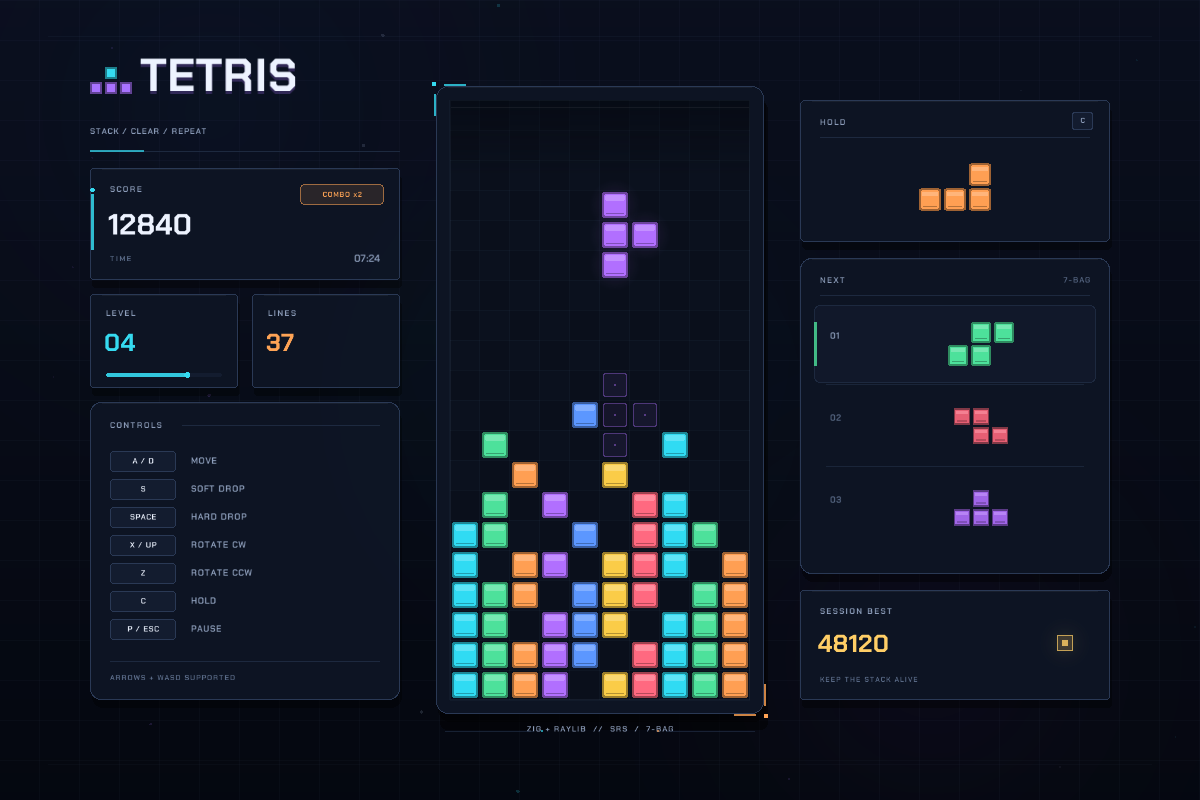 TETRIS
STACK / CLEAR / REPEAT
SCORE
COMBO x2
12840
TIME
07:24
LEVEL
04
LINES
37
CONTROLS
A / D
MOVE
S
SOFT DROP
SPACE
HARD DROP
X / UP
ROTATE CW
Z
ROTATE CCW
C
HOLD
P / ESC
PAUSE
ARROWS + WASD SUPPORTED
ZIG + RAYLIB // SRS / 7-BAG
HOLD
C
NEXT
7-BAG
01
02
03
SESSION BEST
48120
KEEP THE STACK ALIVE